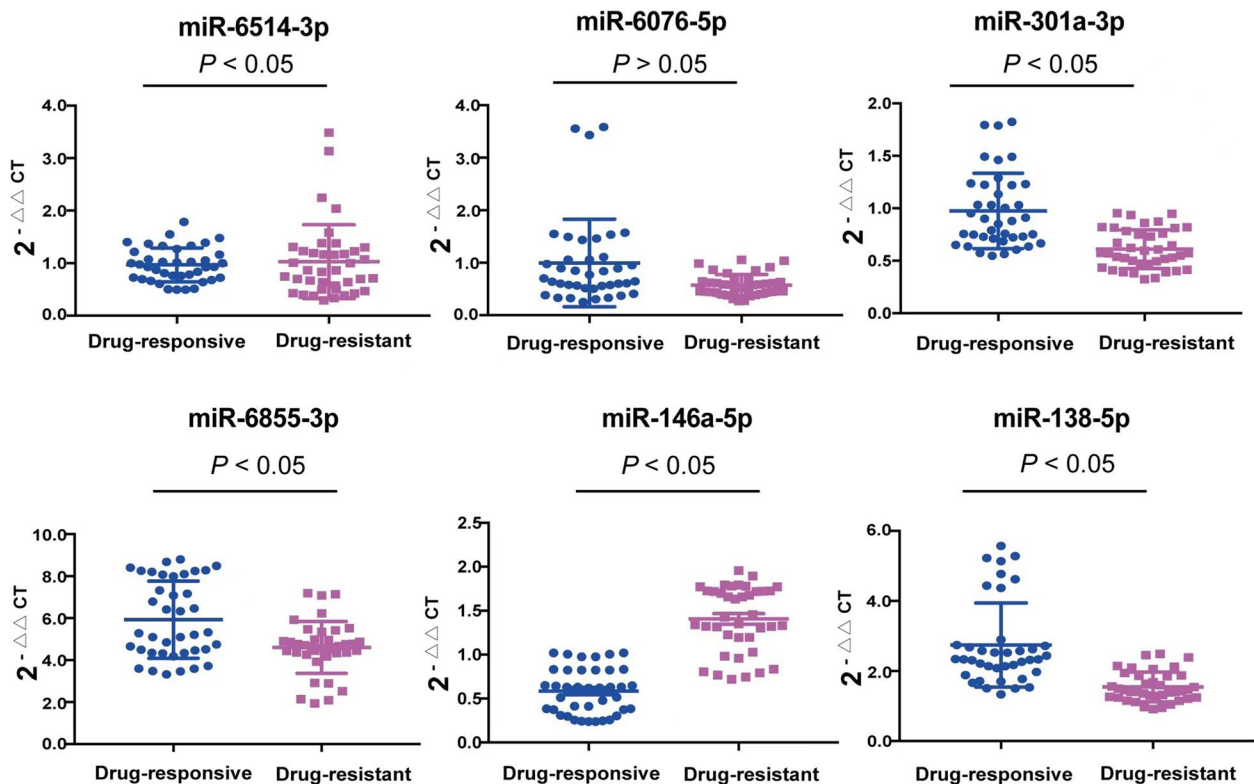 miR-6514-3p
P < 0.05
2 - △△ CT
4.0
3.0
2.0
1.0
0.0
Drug-responsive
Drug-resistant
miR-6076-5p
P > 0.05
2 - △△ CT
4.0
3.0
2.0
1.0
0.0
Drug-responsive
Drug-resistant
miR-301a-3p
P < 0.05
2 - △△ CT
2.0
1.5
1.0
0.5
0.0
Drug-responsive
Drug-resistant
miR-6855-3p
P < 0.05
2 - △△ CT
10.0
8.0
6.0
4.0
2.0
0.0
Drug-responsive
Drug-resistant
miR-146a-5p
P < 0.05
2 - △△ CT
2.5
2.0
1.5
1.0
0.5
0.0
Drug-responsive
Drug-resistant
miR-138-5p
P < 0.05
2 - △△ CT
6.0
4.0
2.0
0.0
Drug-responsive
Drug-resistant